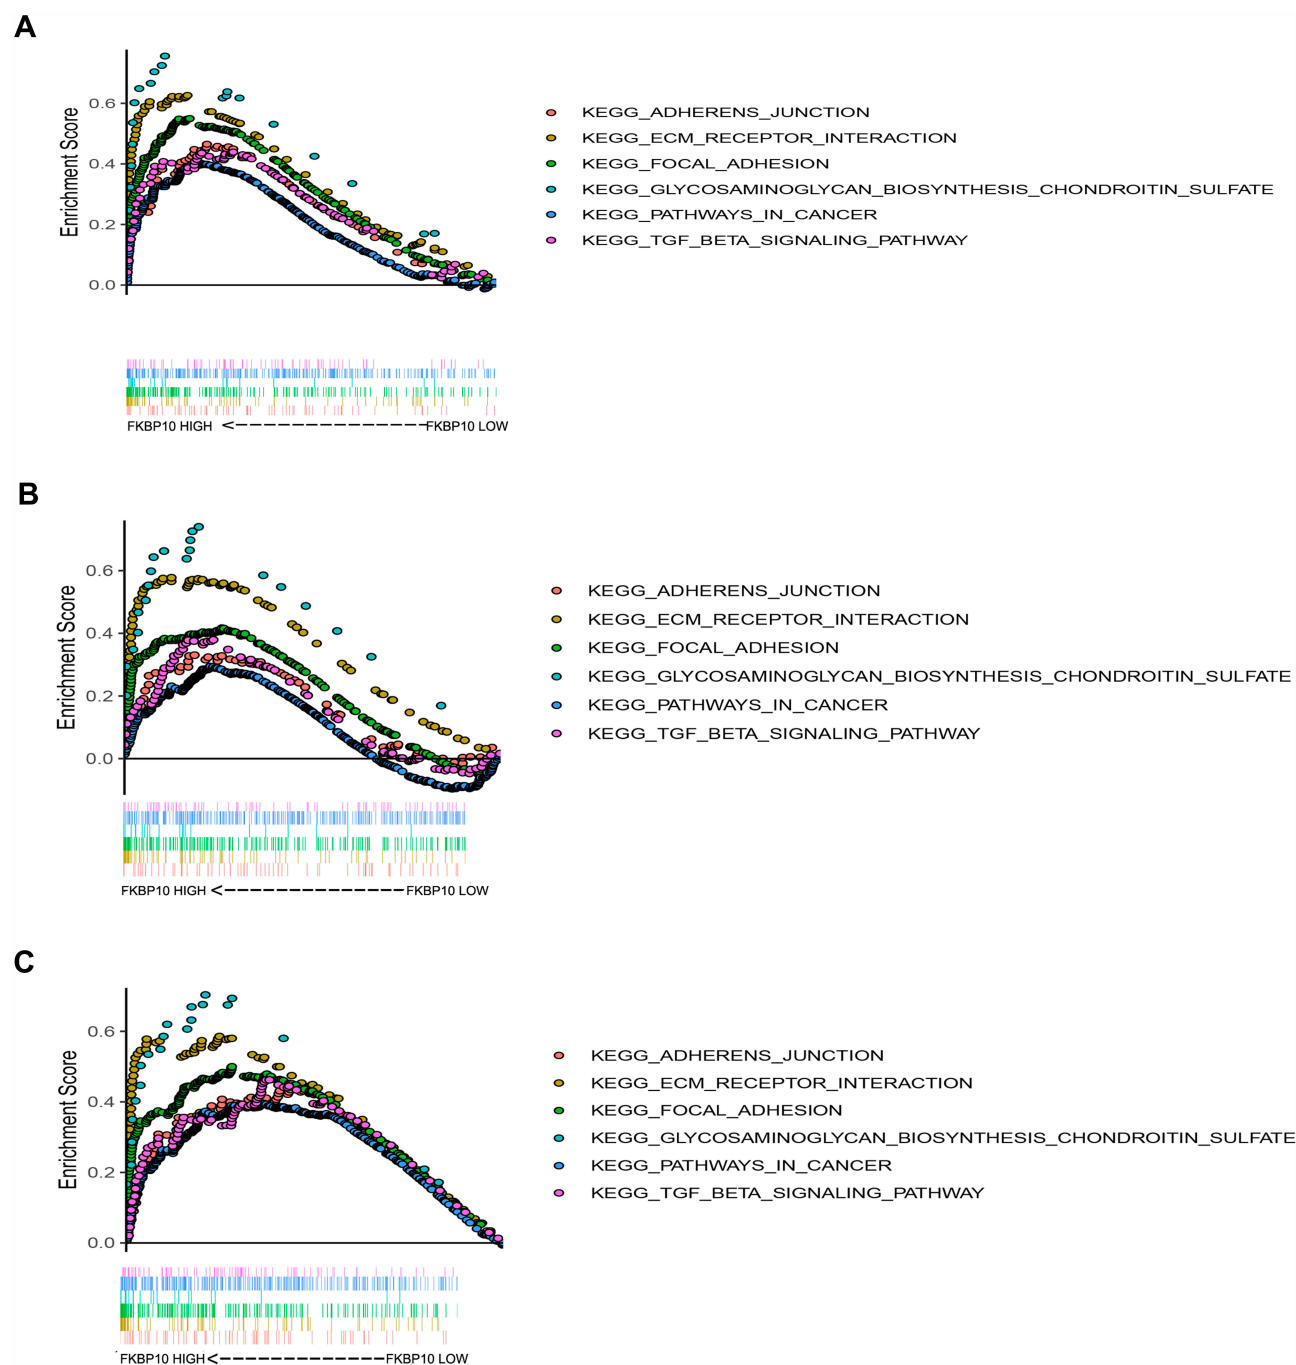 A
Enrichment Score
0.6
0.4
0.2
0.0
KEGG_ADHERENS_JUNCTION
KEGG_ECM_RECEPTOR_INTERACTION
KEGG_FOCAL_ADHESION
KEGG_GLYCOSAMINOGLYCAN_BIOSYNTHESIS_CHONDROITIN_SULFATE
KEGG_PATHWAYS_IN_CANCER
KEGG_TGF_BETA_SIGNALING_PATHWAY
FKBP10 HIGH <--------------FKBP10 LOW
B
Enrichment Score
0.6
0.4
0.2
0.0
KEGG_ADHERENS_JUNCTION
KEGG_ECM_RECEPTOR_INTERACTION
KEGG_FOCAL_ADHESION
KEGG_GLYCOSAMINOGLYCAN_BIOSYNTHESIS_CHONDROITIN_SULFATE
KEGG_PATHWAYS_IN_CANCER
KEGG_TGF_BETA_SIGNALING_PATHWAY
FKBP10 HIGH <--------------FKBP10 LOW
C
Enrichment Score
0.6
0.4
0.2
0.0
KEGG_ADHERENS_JUNCTION
KEGG_ECM_RECEPTOR_INTERACTION
KEGG_FOCAL_ADHESION
KEGG_GLYCOSAMINOGLYCAN_BIOSYNTHESIS_CHONDROITIN_SULFATE
KEGG_PATHWAYS_IN_CANCER
KEGG_TGF_BETA_SIGNALING_PATHWAY
FKBP10 HIGH <--------------FKBP10 LOW